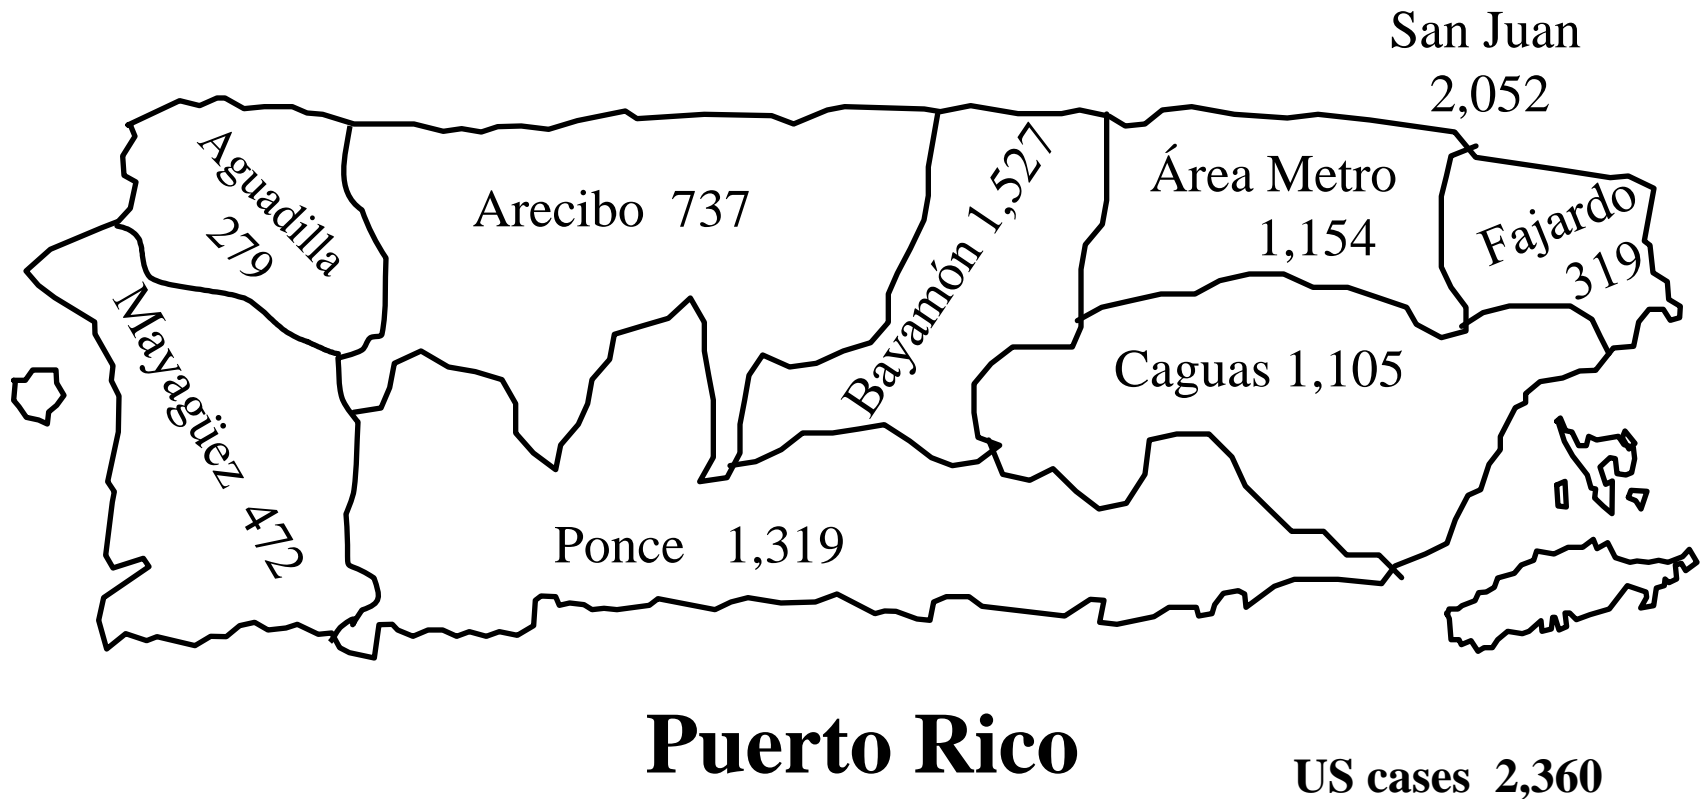 San Juan
2,052
Aguadilla
279
Arecibo 737
Bayamón 1,527
Área Metro
1,154
Fajardo
319
Mayagüez 472
Caguas 1,105
Ponce 1,319
Puerto Rico
US cases 2,360